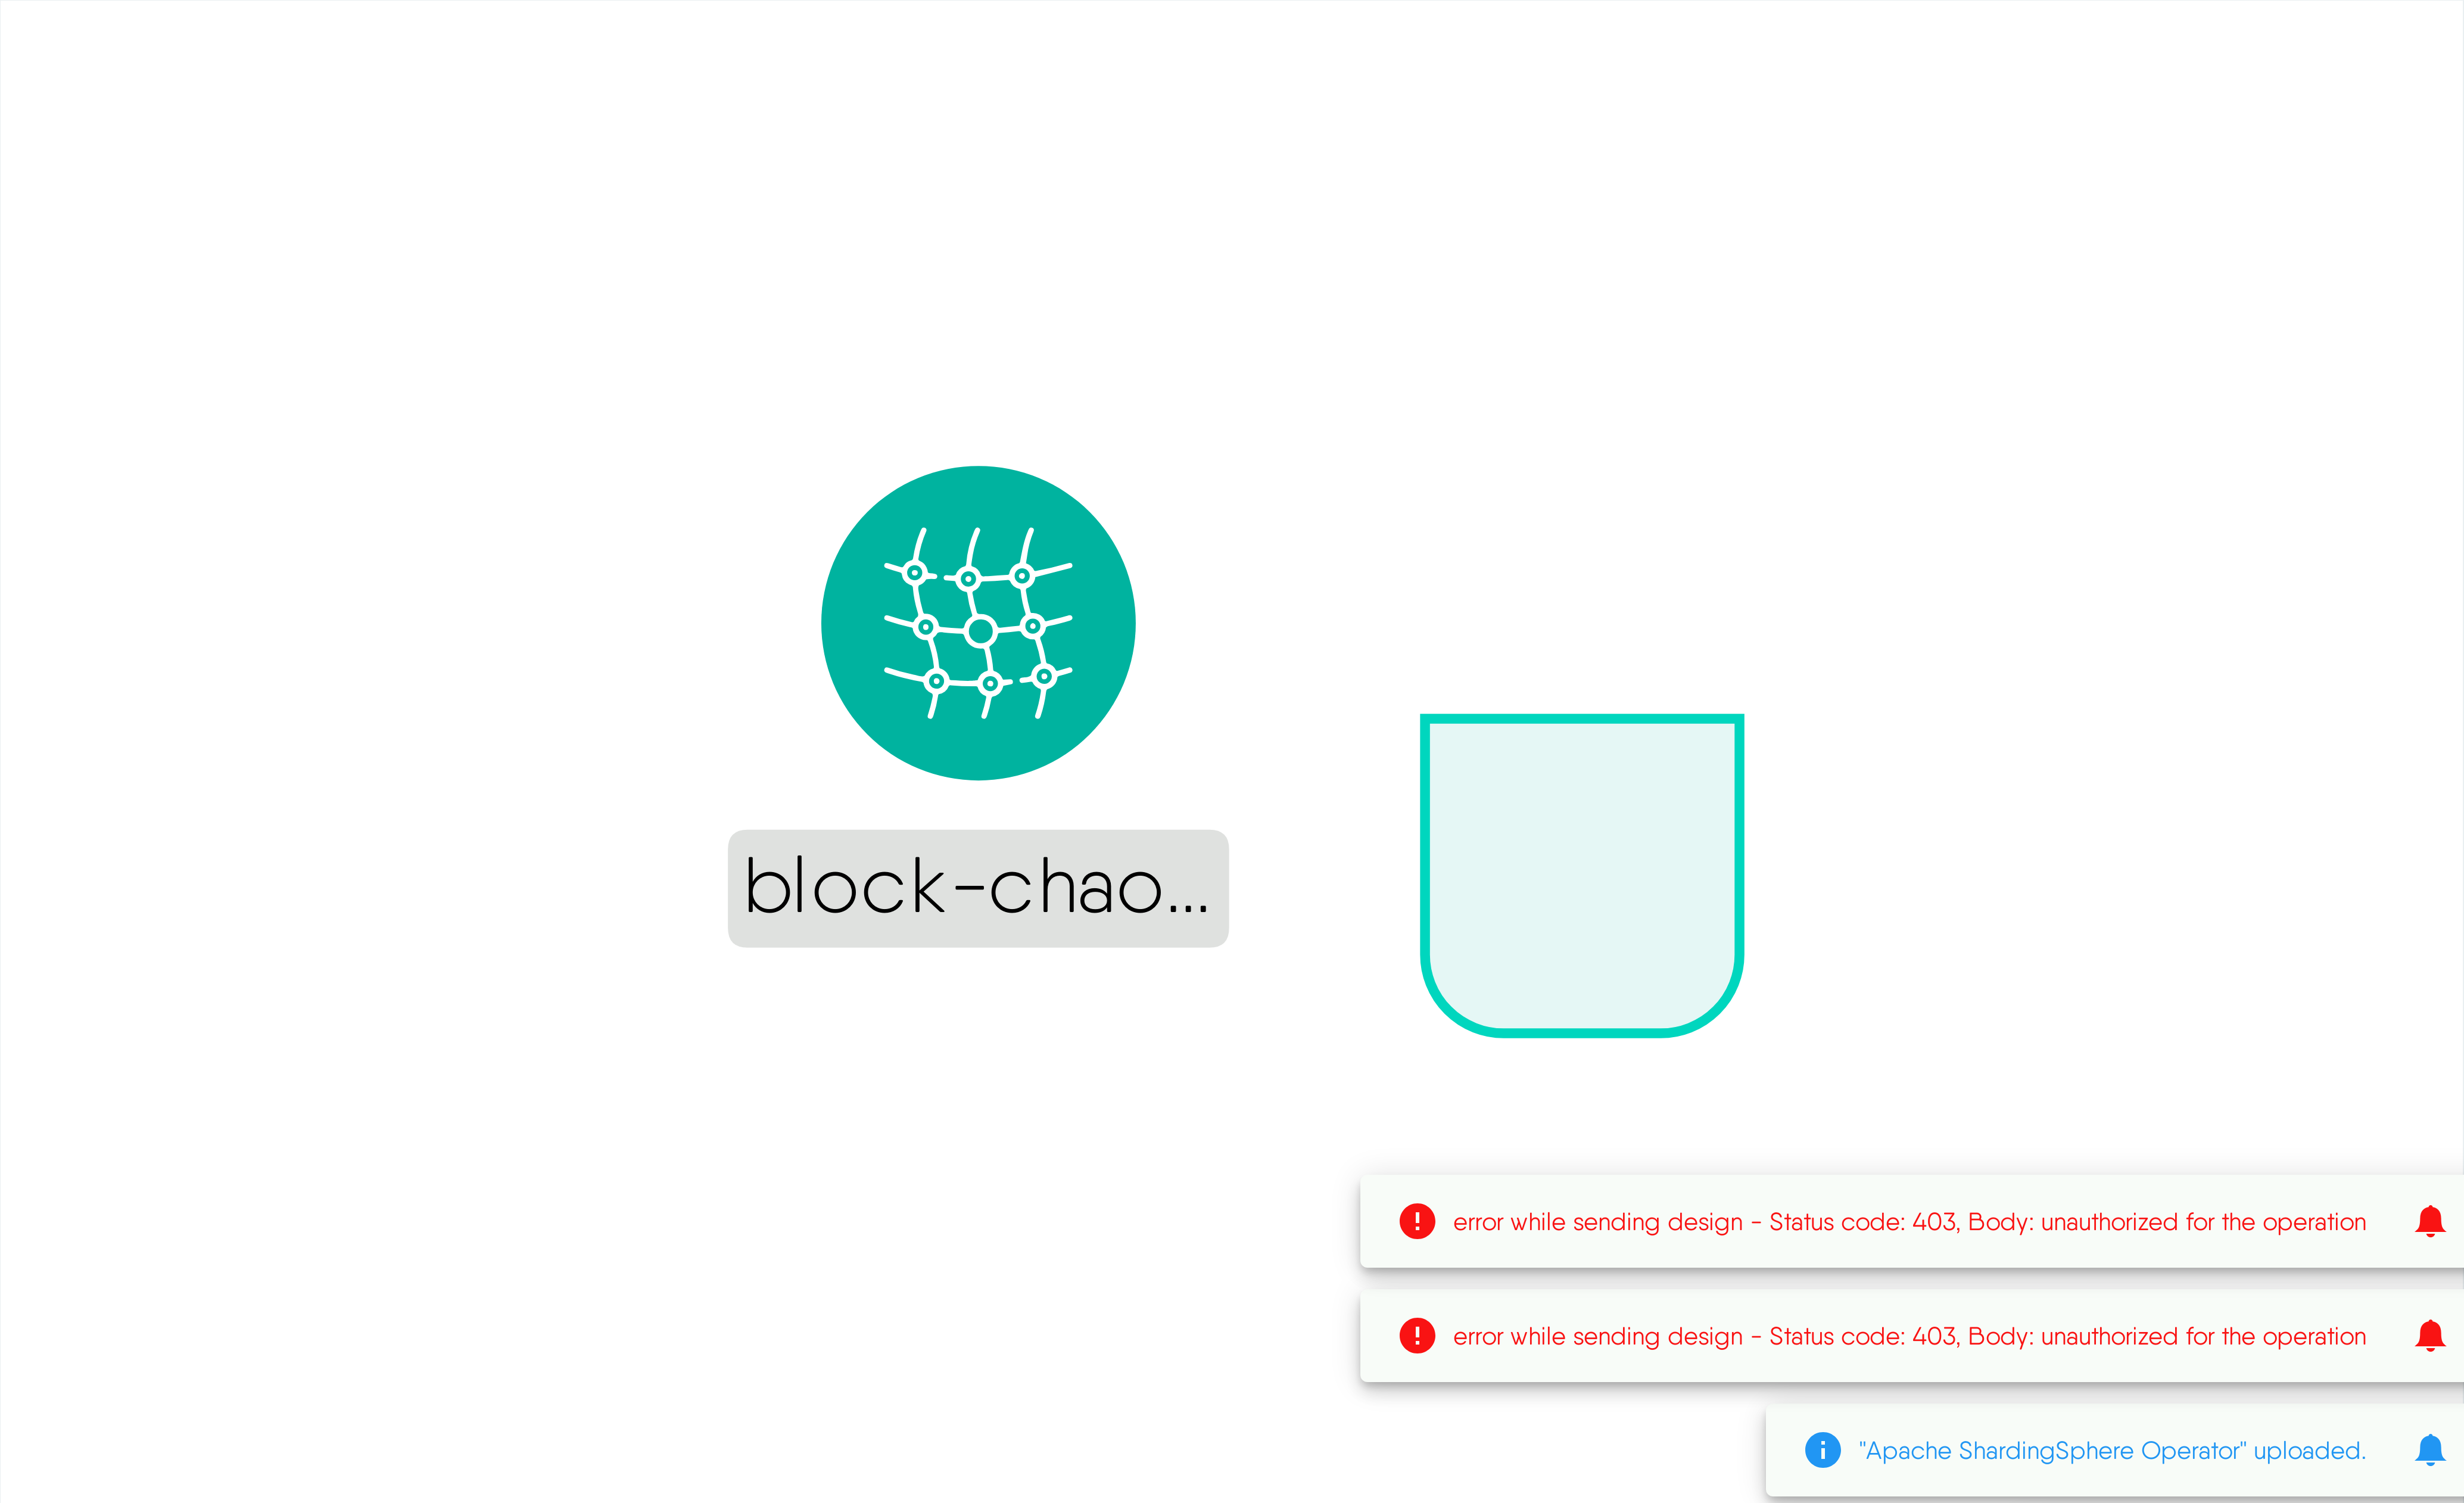 block-chao...
error while sending design - Status code: 403, Body: unauthorized for the operation
error while sending design - Status code: 403, Body: unauthorized for the operation
"Apache ShardingSphere Operator" uploaded.